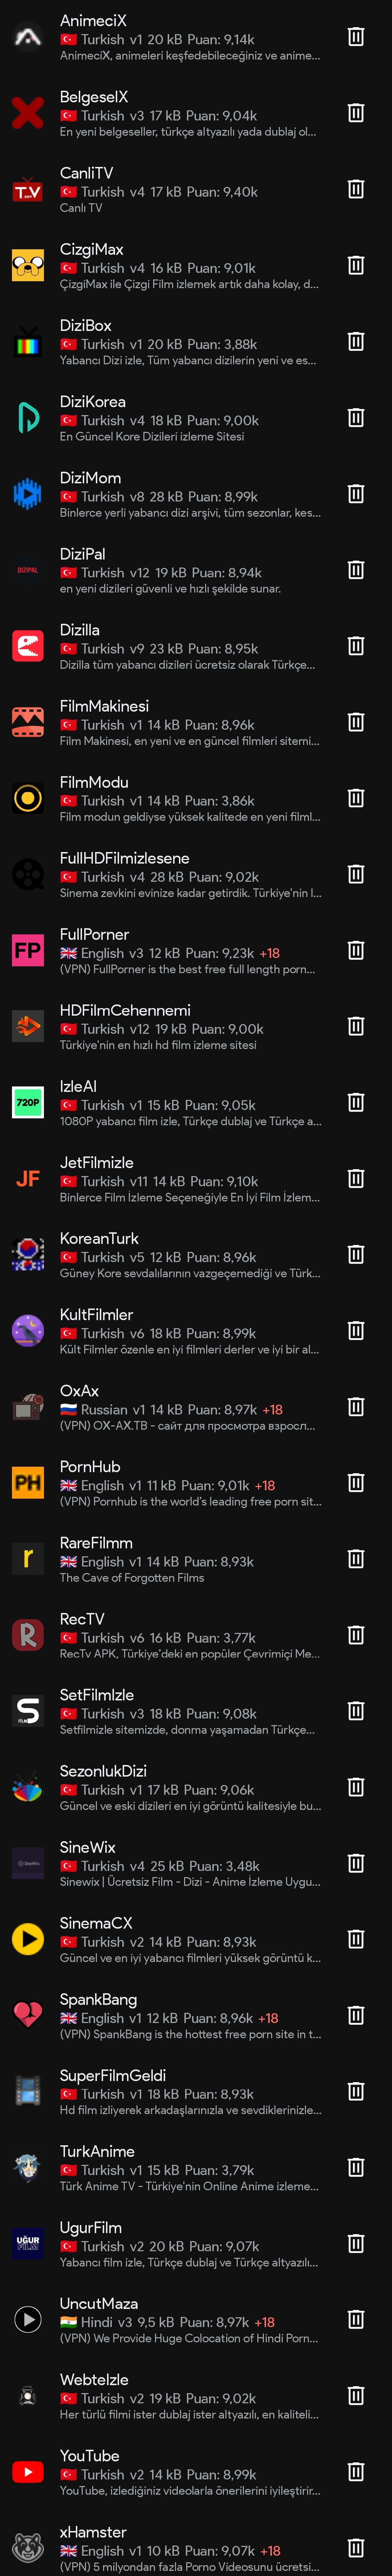 AnimeciX
Turkish v1 20 kB Puan: 9,14k
AnimeciX, animeleri keşfedebileceğiniz ve anime...
BelgeselX
Turkish v3 17 kB Puan: 9,04k
En yeni belgeseller, türkçe altyazılı yada dublaj ol...
T.V
CanliTV
Turkish v4 17 kB Puan: 9,40k
Canlı TV
CizgiMax
Turkish v4 16 kB Puan: 9,01k
ÇizgiMax ile Çizgi Film izlemek artık daha kolay, d...
DiziBox
Turkish v1 20 kB Puan: 3,88k
Yabancı Dizi izle, Tüm yabancı dizilerin yeni ve es...
DiziKorea
Turkish v4 18 kB Puan: 9,00k
En Güncel Kore Dizileri izleme Sitesi
DiziMom
Turkish v8 28 kB Puan: 8,99k
Binlerce yerli yabancı dizi arşivi, tüm sezonlar, kes...
DİZİPAL
DiziPal
Turkish v12 19 kB Puan: 8,94k
en yeni dizileri güvenli ve hızlı şekilde sunar.
Dizilla
Turkish v9 23 kB Puan: 8,95k
Dizilla tüm yabancı dizileri ücretsiz olarak Türkçe...
FilmMakinesi
Turkish v1 14 kB Puan: 8,96k
Film Makinesi, en yeni ve en güncel filmleri sitemi...
FilmModu
Turkish v1 14 kB Puan: 3,86k
Film modun geldiyse yüksek kalitede en yeni filml...
FullHDFilmizlesene
Turkish v4 28 kB Puan: 9,02k
Sinema zevkini evinize kadar getirdik. Türkiye'nin l...
FP
FullPorner
English v3 12 kB Puan: 9,23k +18
(VPN) FullPorner is the best free full length porn...
HDFilmCehennemi
Turkish v12 19 kB Puan: 9,00k
Türkiye'nin en hızlı hd film izleme sitesi
720P
IzleAI
Turkish v1 15 kB Puan: 9,05k
1080P yabancı film izle, Türkçe dublaj ve Türkçe a...
JF
JetFilmizle
Turkish v11 14 kB Puan: 9,10k
Binlerce Film İzleme Seçeneğiyle En İyi Film İzlem...
KoreanTurk
Turkish v5 12 kB Puan: 8,96k
Güney Kore sevdalılarının vazgeçemediği ve Türk...
KultFilmler
Turkish v6 18 kB Puan: 8,99k
Kült Filmler özenle en iyi filmleri derler ve iyi bir al...
OxAx
Russian v1 14 kB Puan: 8,97k +18
(VPN) OX-AX.TB - сайт для просмотра взросл...
PH
PornHub
English v1 11 kB Puan: 9,01k +18
(VPN) Pornhub is the world's leading free porn sit...
r
RareFilmm
English v1 14 kB Puan: 8,93k
The Cave of Forgotten Films
R
RecTV
Turkish v6 16 kB Puan: 3,77k
RecTv APK, Türkiye'deki en popüler Çevrimiçi Me...
S
SetFilmIzle
Turkish v3 18 kB Puan: 9,08k
Setfilmizle sitemizde, donma yaşamadan Türkçe...
SezonlukDizi
Turkish v1 17 kB Puan: 9,06k
Güncel ve eski dizileri en iyi görüntü kalitesiyle bu...
SineWix
SineWix
Turkish v4 25 kB Puan: 3,48k
Sinewix | Ücretsiz Film - Dizi - Anime İzleme Uygu...
SinemaCX
Turkish v2 14 kB Puan: 8,93k
Güncel ve en iyi yabancı filmleri yüksek görüntü k...
SpankBang
English v1 12 kB Puan: 8,96k +18
(VPN) SpankBang is the hottest free porn site in t...
SuperFilmGeldi
Turkish v1 18 kB Puan: 8,93k
Hd film izliyerek arkadaşlarınızla ve sevdiklerinizle...
TurkAnime
Turkish v1 15 kB Puan: 3,79k
Türk Anime TV - Türkiye'nin Online Anime izleme...
UĞUR
FİLM
UgurFilm
Turkish v2 20 kB Puan: 9,07k
Yabancı film izle, Türkçe dublaj ve Türkçe altyazılı...
UncutMaza
Hindi v3 9,5 kB Puan: 8,97k +18
(VPN) We Provide Huge Colocation of Hindi Porn...
WebteIzle
Turkish v2 19 kB Puan: 9,02k
Her türlü filmi ister dublaj ister altyazılı, en kaliteli...
YouTube
Turkish v2 14 kB Puan: 8,99k
YouTube, izlediğiniz videolarla önerilerini iyileştirir...
xHamster
English v1 10 kB Puan: 9,07k +18
(VPN) 5 milyondan fazla Porno Videosunu ücretsi...